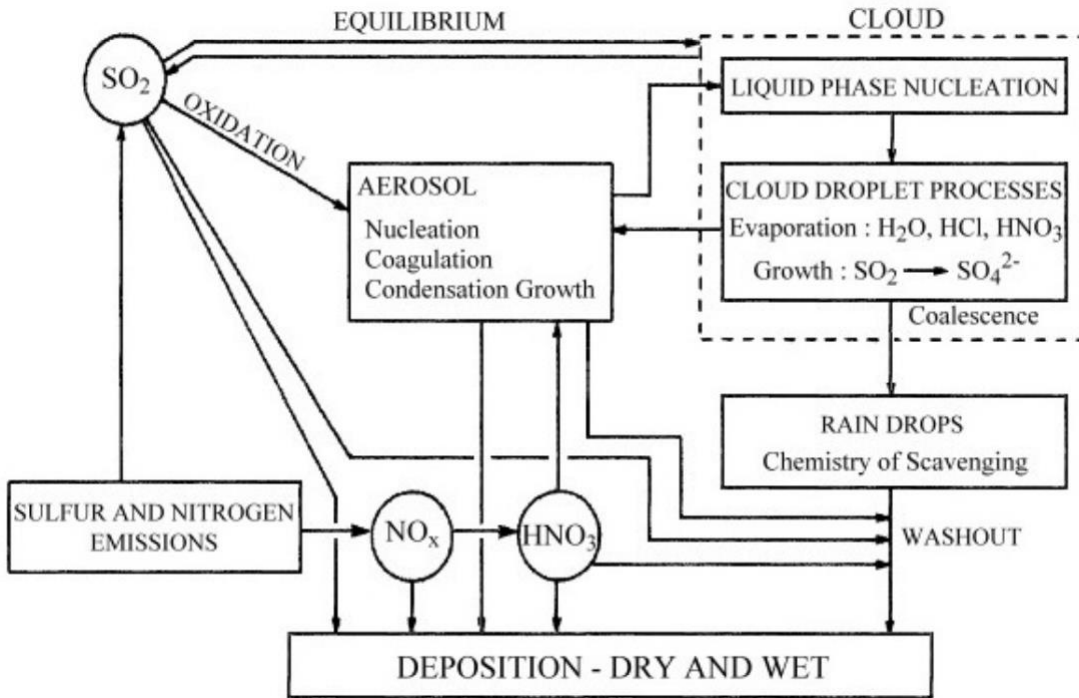 EQUILIBRIUM
CLOUD
SO₂
OXIDATION
LIQUID PHASE NUCLEATION
AEROSOL
Nucleation
Coagulation
Condensation Growth
CLOUD DROPLET PROCESSES
Evaporation : H₂O, HCl, HNO₃
Growth : SO₂ → SO₄²⁻
Coalescence
RAIN DROPS
Chemistry of Scavenging
SULFUR AND NITROGEN
EMISSIONS
NOₓ
HNO₃
WASHOUT
DEPOSITION - DRY AND WET